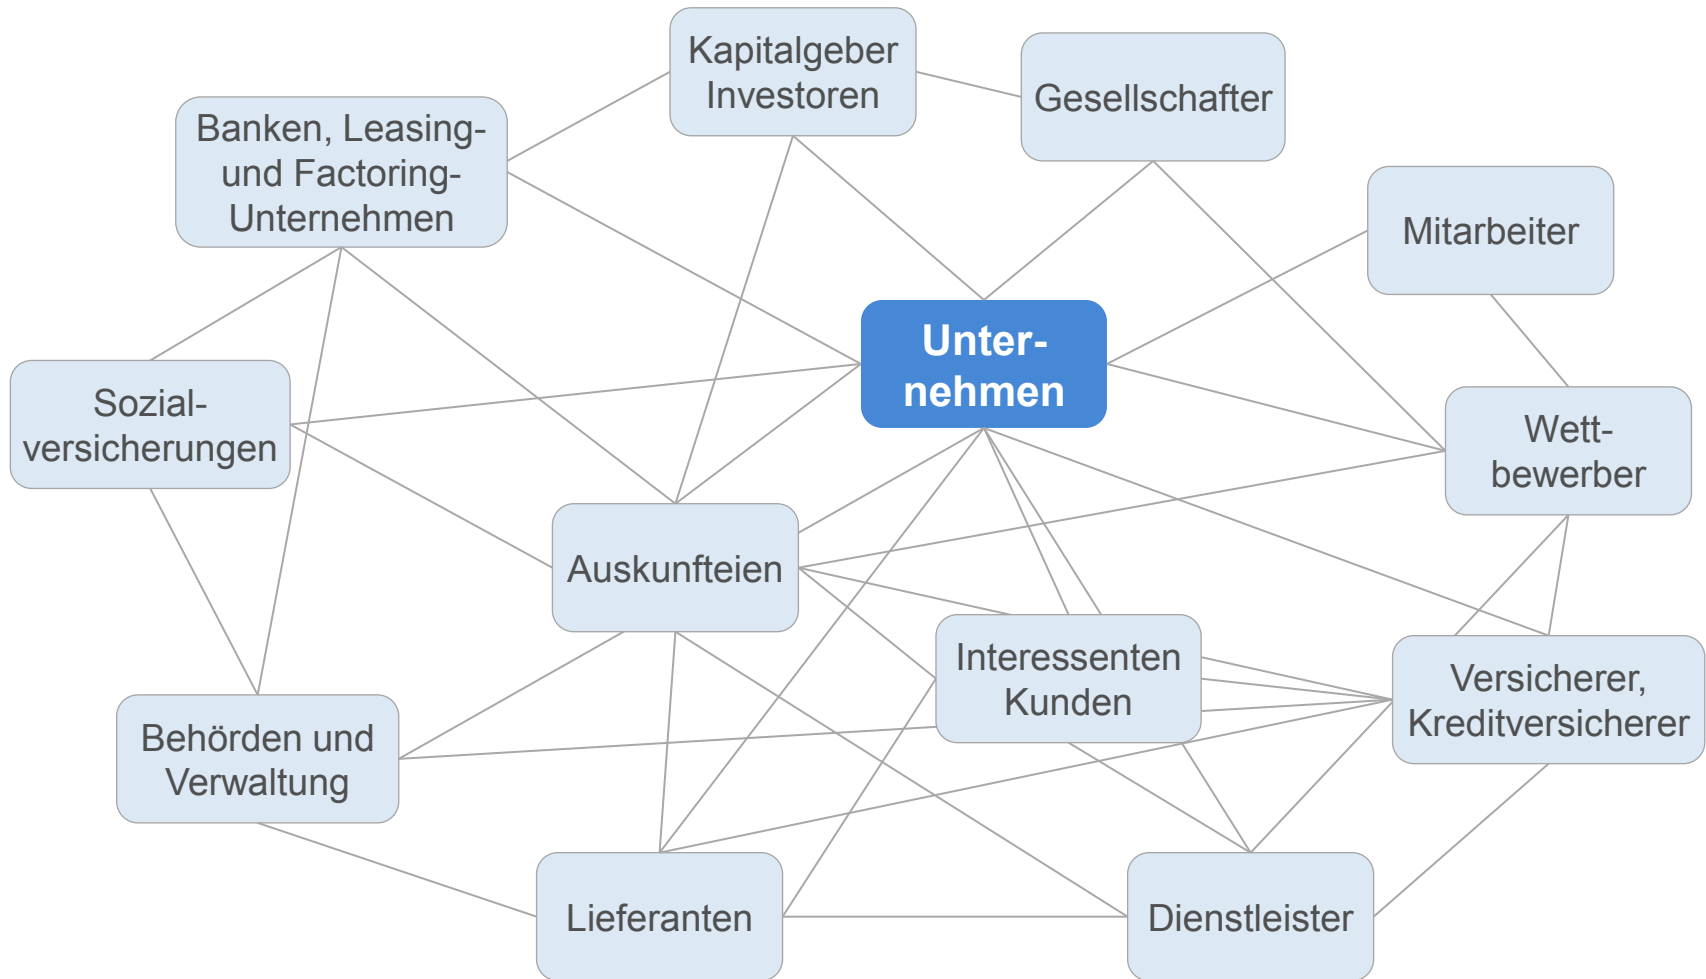 Kapitalgeber
Investoren
Gesellschafter
Banken, Leasing-
und Factoring-
Unternehmen
Mitarbeiter
Unter-
nehmen
Sozial-
versicherungen
Wett-
bewerber
Auskunfteien
Interessenten
Kunden
Versicherer,
Kreditversicherer
Behörden und
Verwaltung
Lieferanten
Dienstleister